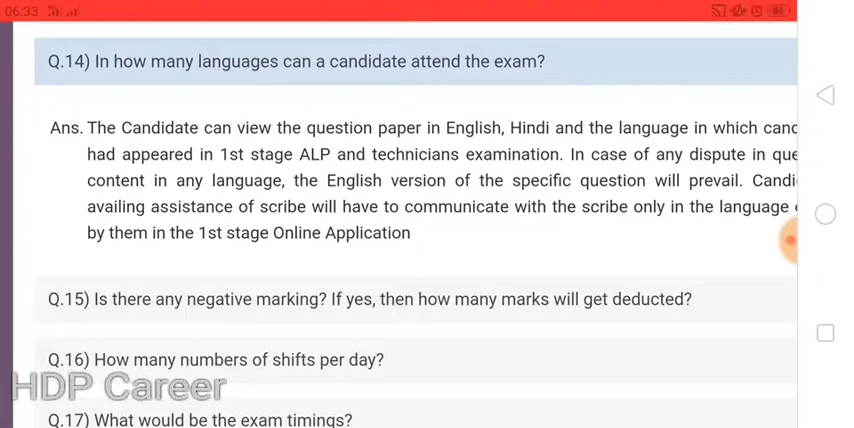 06:33
Q.14) In how many languages can a candidate attend the exam?
Ans. The Candidate can view the question paper in English, Hindi and the language in which
had appeared in 1st stage ALP and technicians examination. In case of any dispute in
content in any language, the English version of the specific question will prevail.
availing assistance of scribe will have to communicate with the scribe only in the language
by them in the 1st stage Online Application
Q.15) Is there any negative marking? If yes, then how many marks will get deducted?
Q.16) How many numbers of shifts per day?
HDP Career
Q.17) What would be the exam timings?